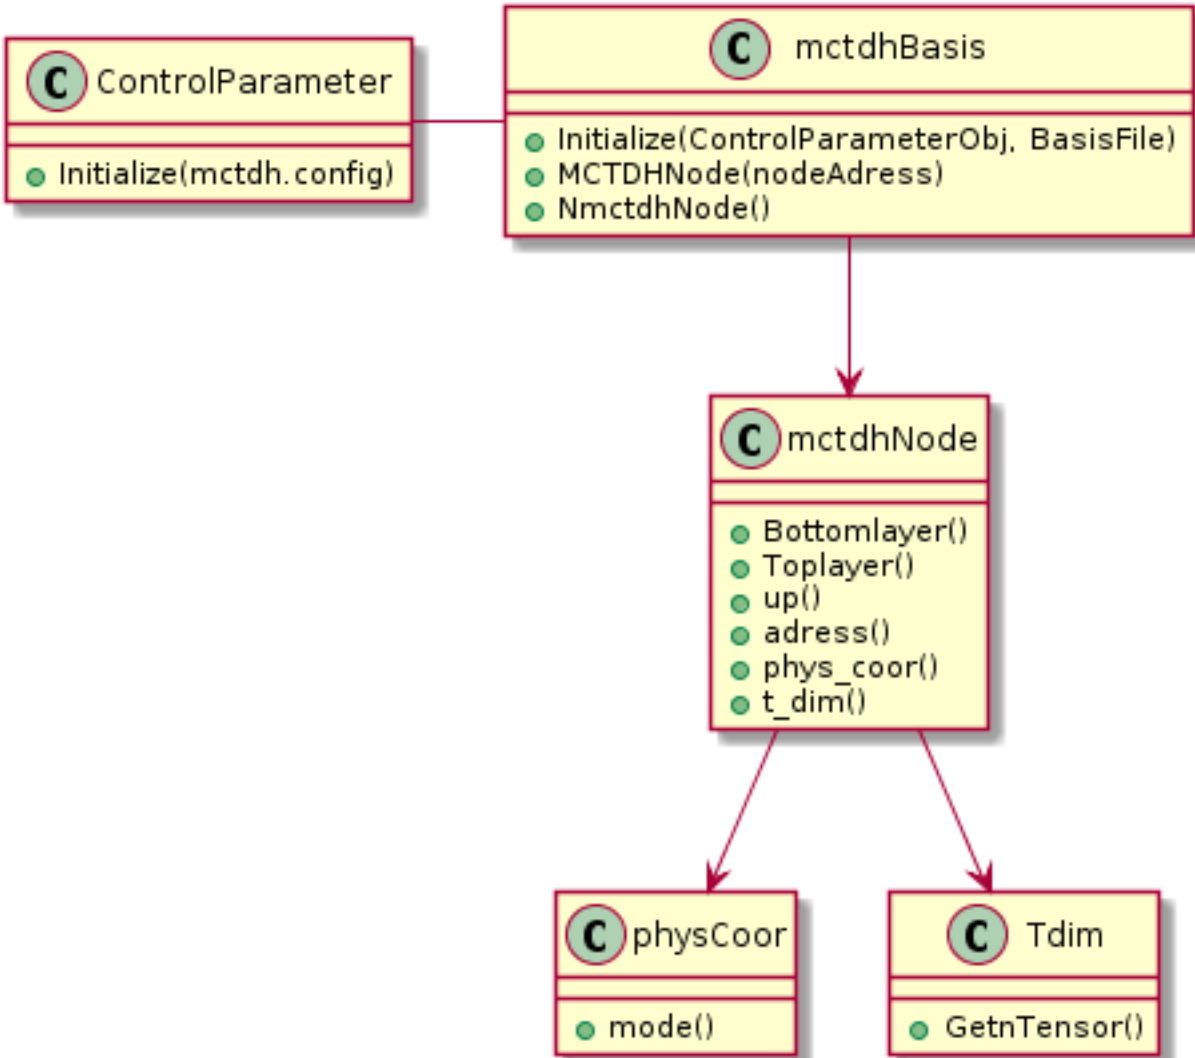 C ControlParameter
Initialize(mctdh.config)
C mctdhBasis
Initialize(ControlParameterObj, BasisFile)
MCTDHNode(nodeAdress)
NmctdhNode()
C mctdhNode
Bottomlayer()
Toplayer()
up()
adress()
phys_coor()
t_dim()
C physCoor
mode()
C Tdim
GetnTensor()